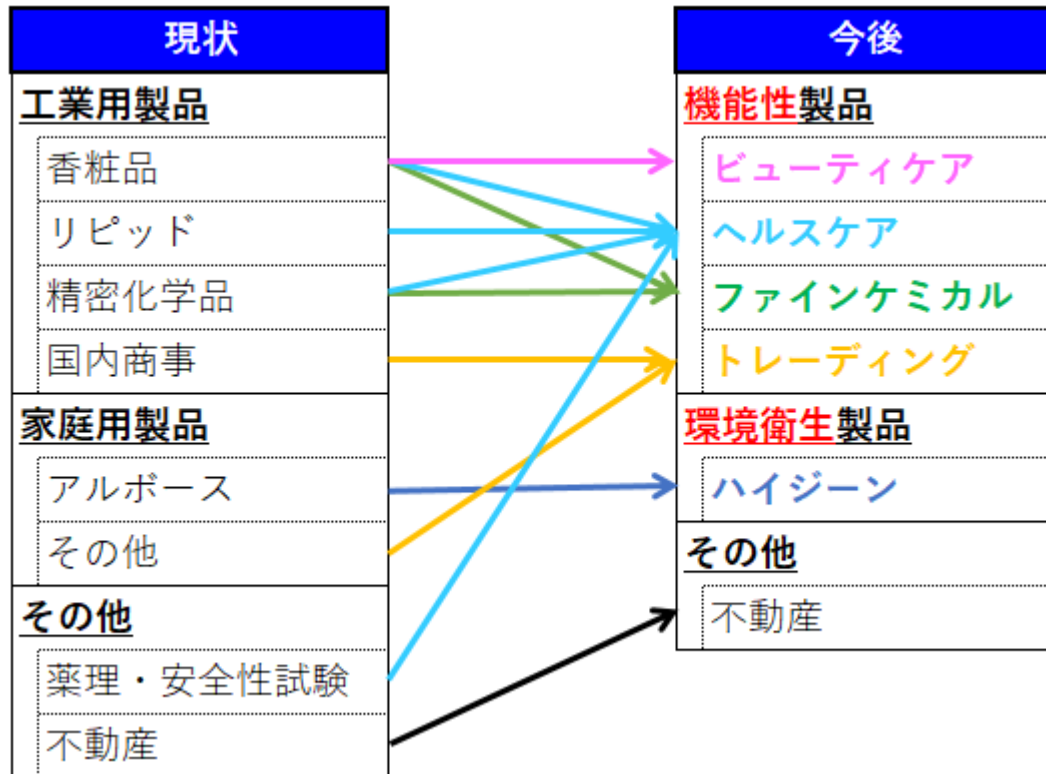 現状
工業用製品
香粧品
リピッド
精密化学品
国内商事
家庭用製品
アルボース
その他
その他
薬理・安全性試験
不動産
今後
機能性製品
ビューティケア
ヘルスケア
ファインケミカル
トレーディング
環境衛生製品
ハイジーン
その他
不動産